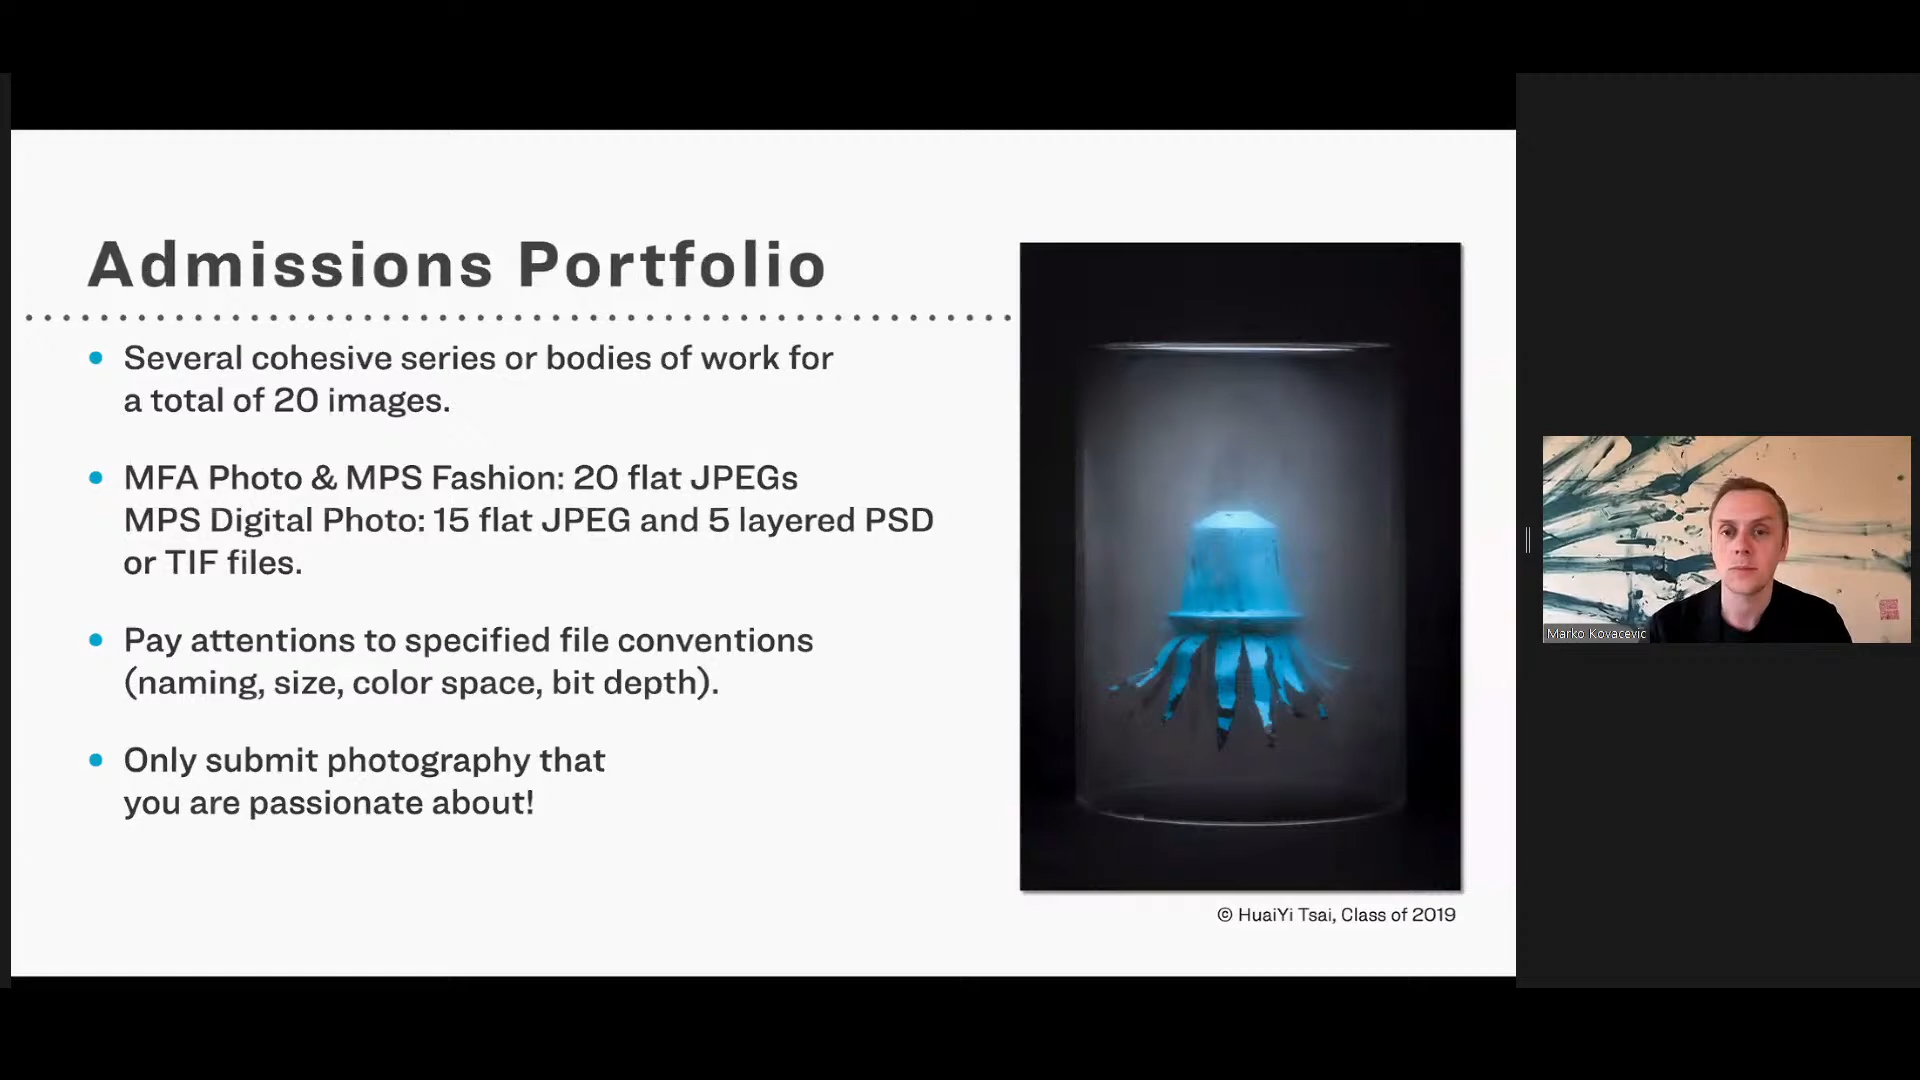 Admissions Portfolio
Several cohesive series or bodies of work for
a total of 20 images.
MFA Photo & MPS Fashion: 20 flat JPEGs
MPS Digital Photo: 15 flat JPEG and 5 layered PSD
or TIF files.
Pay attentions to specified file conventions
(naming, size, color space, bit depth).
Only submit photography that
you are passionate about!
© HuaiYi Tsai, Class of 2019
Marko Kovacevic